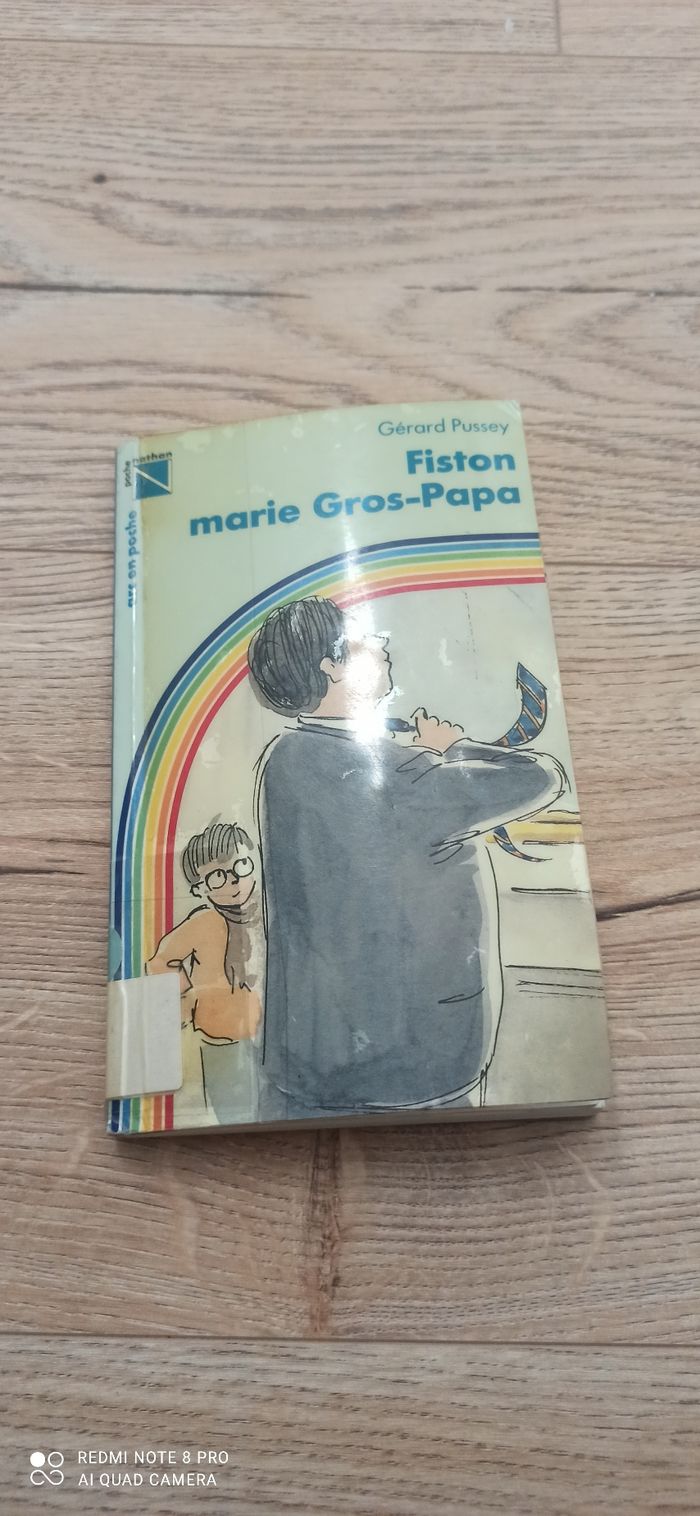 Gérard Pussey
Fiston
marie Gros-Papa
poche
nathan
arc en poche
REDMI NOTE 8 PRO
AI QUAD CAMERA